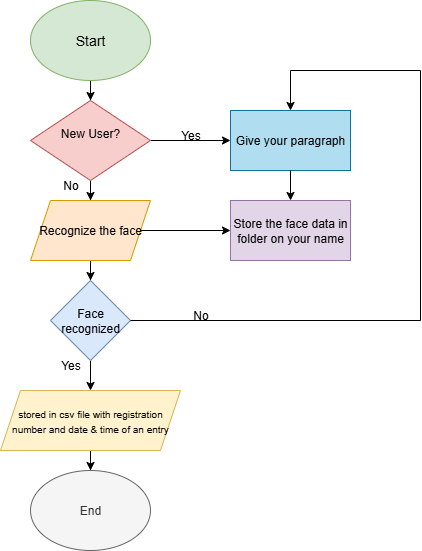 Start
New User?
Yes
Give your paragraph
No
Recognize the face
Store the face data in
folder on your name
Face
recognized
No
Yes
stored in csv file with registration
number and date & time of an entry
End